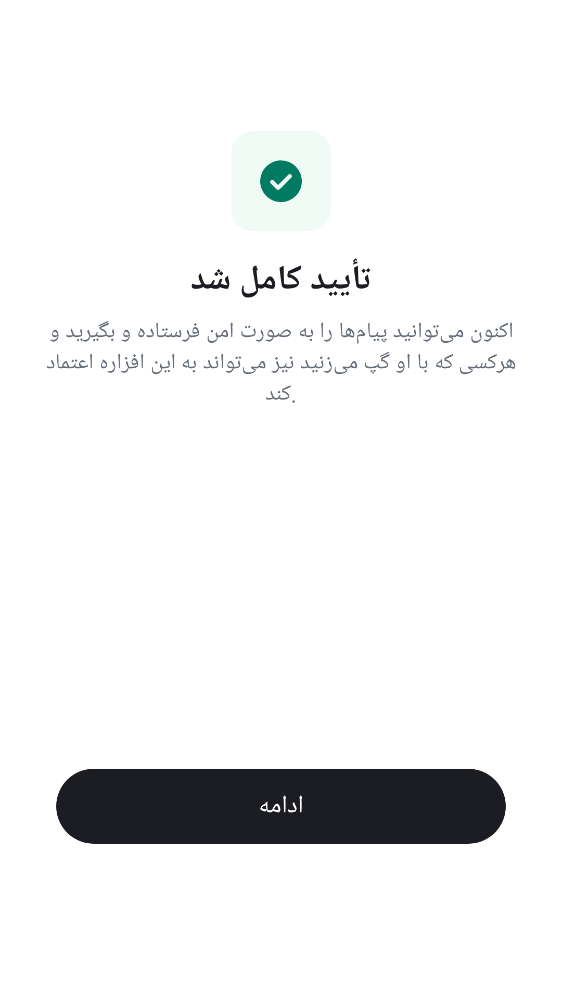 تأیید کامل شد
اکنون می‌توانید پیام‌ها را به صورت امن فرستاده و بگیرید و
هرکسی که با او گپ می‌زنید نیز می‌تواند به این افزاره اعتماد
کند.
ادامه